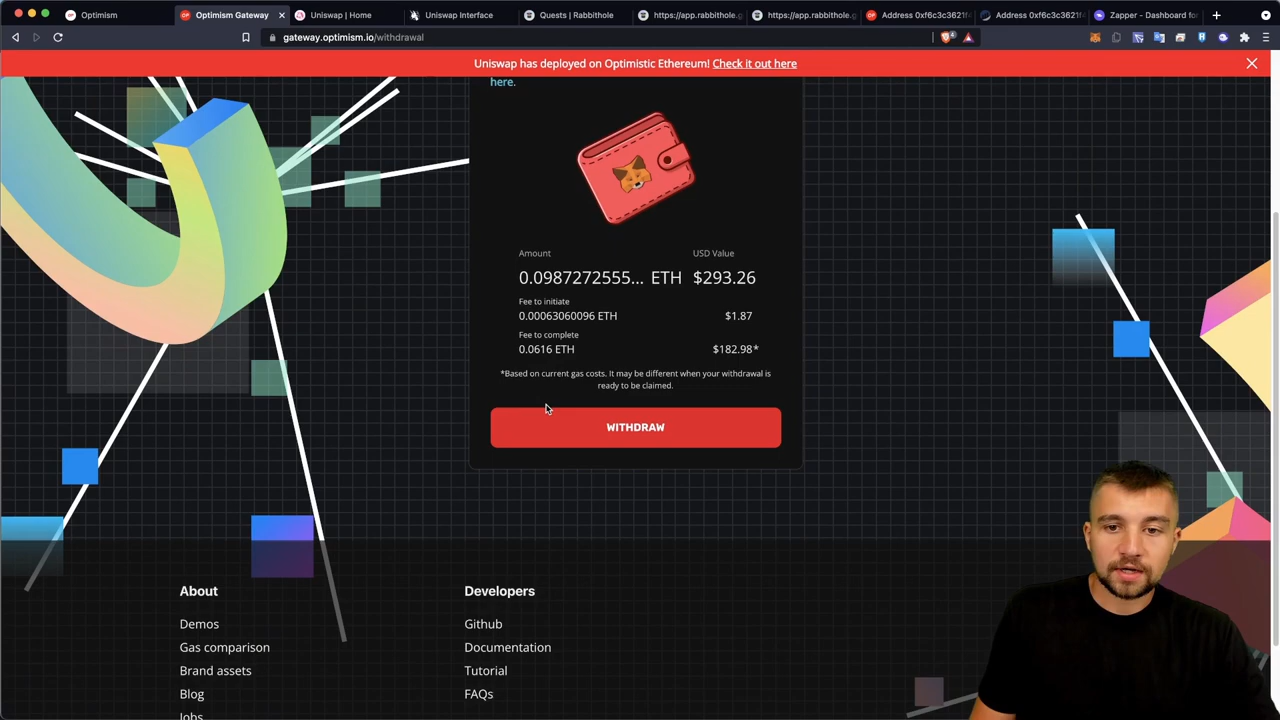 Optimism
Optimism Gateway
Uniswap | Home
Uniswap Interface
Quests | Rabbithole
https://app.rabbithole.g
https://app.rabbithole.g
Address 0xf6c3c3621f
Address 0xf6c3c3621f
Zapper - Dashboard for
gateway.optimism.io/withdrawal
Uniswap has deployed on Optimistic Ethereum! Check it out here
here.
Amount
USD Value
0.0987272555... ETH
$293.26
Fee to initiate
0.00063060096 ETH
$1.87
Fee to complete
0.0616 ETH
$182.98*
*Based on current gas costs. It may be different when your withdrawal is
ready to be claimed.
WITHDRAW
About
Developers
Demos
Github
Gas comparison
Documentation
Brand assets
Tutorial
Blog
FAQs
Jobs